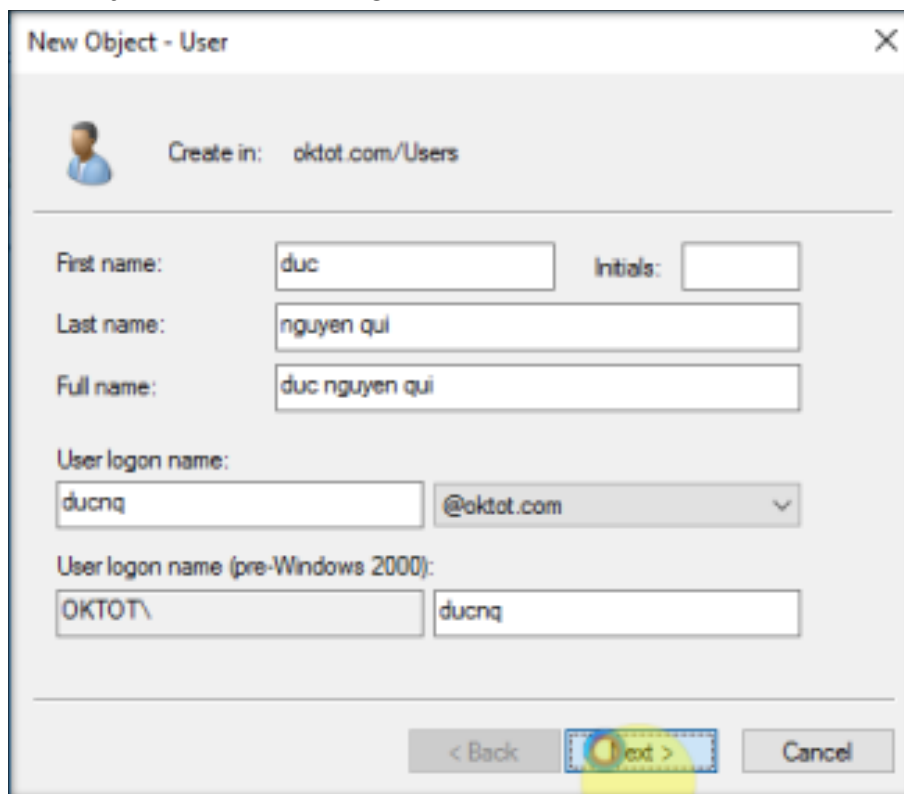 New Object - User
Create in: oktot.com/Users
First name: duc Initials:
Last name: nguyen qui
Full name: duc nguyen qui
User logon name:
ducnq @oktot.com
User logon name (pre-Windows 2000):
OKTOT\ ducnq
< Back Next > Cancel